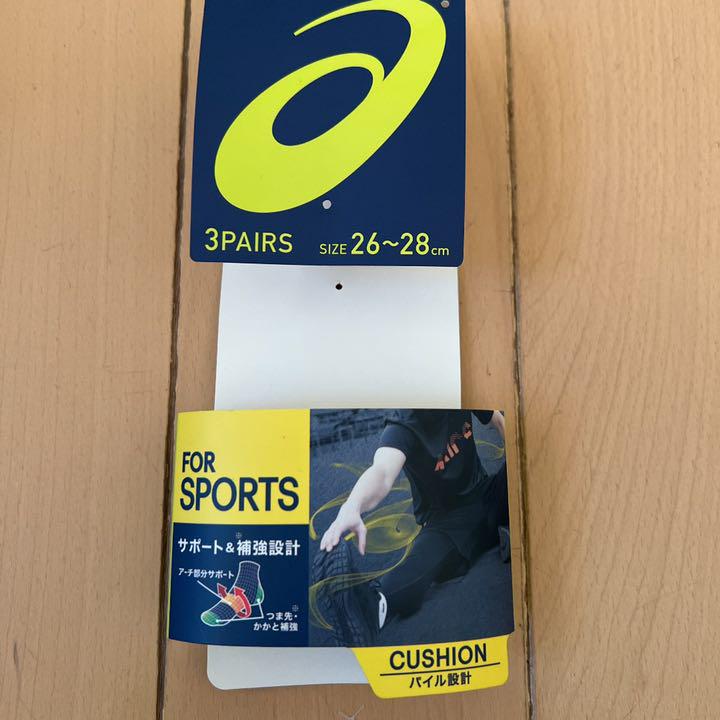 3PAIRS SIZE 26~28cm
FOR
SPORTS
サポート&※補強設計
アーチ部分サポート
※
つま先・
かかと補強
CUSHION
パイル設計